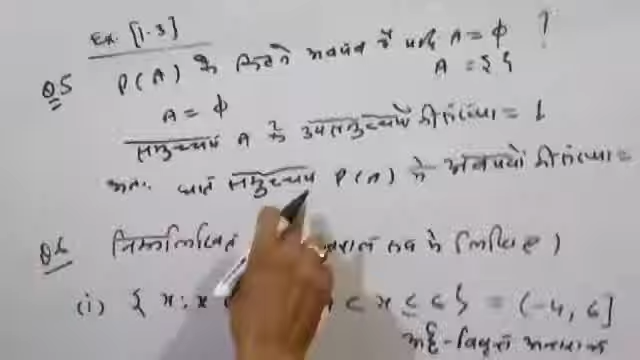 Ex. [1.3]
Q5 P(A) के कितने अवयव हैं यदि A = ϕ ?
A = { }
A = ϕ
समुच्चय A के उपसमुच्चयों की संख्या = 1
अतः घात समुच्चय P(A) के अवयवों की संख्या =
Q6 निम्नलिखित अंतराल रूप में लिखिए)
(i) { x : x < x ≤ 6 } = (-4, 6]
अर्द्ध-विवृत अन्तराल